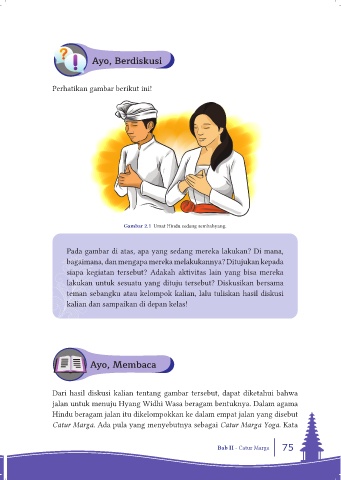 Ayo, Berdiskusi
Perhatikan gambar berikut ini!
Gambar 2.1 Umat Hindu sedang sembahyang
Pada gambar di atas, apa yang sedang mereka lakukan? Di mana,
bagaimana, dan mengapa mereka melakukannya? Ditujukan kepada
siapa kegiatan tersebut? Adakah aktivitas lain yang bisa mereka
lakukan untuk sesuatu yang dituju tersebut? Diskusikan bersama
teman sebangku atau kelompok kalian, lalu tuliskan hasil diskusi
kalian dan sampaikan di depan kelas!
Ayo, Membaca
Dari hasil diskusi kalian tentang gambar tersebut, dapat diketahui bahwa
jalan untuk menuju Hyang Widhi Wasa beragam bentuknya. Dalam agama
Hindu beragam jalan itu dikelompokkan ke dalam empat jalan yang disebut
Catur Marga. Ada pula yang menyebutnya sebagai Catur Marga Yoga. Kata
Bab II - Catur Marga 75